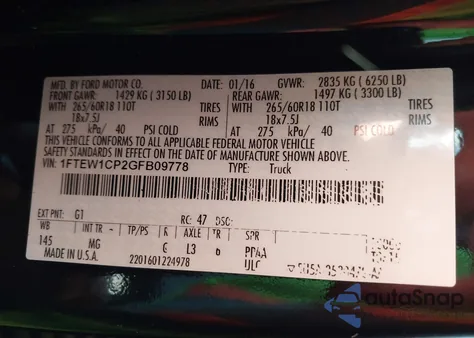 MFD. BY FORD MOTOR CO.
DATE: 01/16 GVWR: 2835 KG ( 6250 LB)
FRONT GAWR: 1429 KG ( 3150 LB) REAR GAWR: 1497 KG ( 3300 LB)
WITH 265/60R18 110T TIRES WITH 265/60R18 110T TIRES
18x7.5J RIMS 18x7.5J RIMS
AT 275 kPa/ 40 PSI COLD AT 275 kPa/ 40 PSI COLD
THIS VEHICLE CONFORMS TO ALL APPLICABLE FEDERAL MOTOR VEHICLE
SAFETY STANDARDS IN EFFECT ON THE DATE OF MANUFACTURE SHOWN ABOVE.
VIN: 1FTEW1CP2GFB09778 TYPE: Truck
EXT PNT: G1 RC: 47 DSO:
WB INT TR TP/PS R AXLE TR SPR
145 MG L3 6
MADE IN U.S.A. 2201601224978
autoSnap